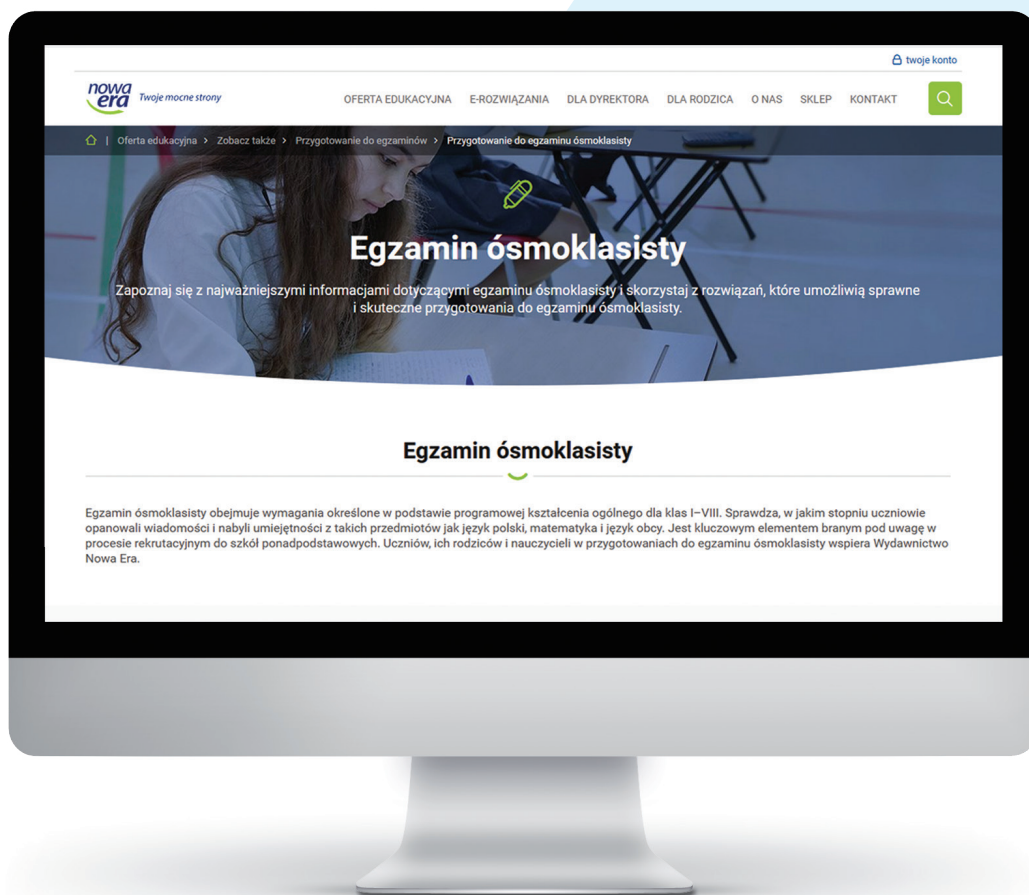 twoje konto
nowa era
Twoje mocne strony
OFERTA EDUKACYJNA E-ROZWIĄZANIA DLA DYREKTORA DLA RODZICA O NAS SKLEP KONTAKT
| Oferta edukacyjna > Zobacz także > Przygotowanie do egzaminów > Przygotowanie do egzaminu ósmoklasisty
Egzamin ósmoklasisty
Zapoznaj się z najważniejszymi informacjami dotyczącymi egzaminu ósmoklasisty i skorzystaj z rozwiązań, które umożliwią sprawne
i skuteczne przygotowania do egzaminu ósmoklasisty.
Egzamin ósmoklasisty
Egzamin ósmoklasisty obejmuje wymagania określone w podstawie programowej kształcenia ogólnego dla klas I–VIII. Sprawdza, w jakim stopniu uczniowie
opanowali wiadomości i nabyli umiejętności z takich przedmiotów jak język polski, matematyka i język obcy. Jest kluczowym elementem branym pod uwagę w
procesie rekrutacyjnym do szkół ponadpodstawowych. Uczniów, ich rodziców i nauczycieli w przygotowaniach do egzaminu ósmoklasisty wspiera Wydawnictwo
Nowa Era.